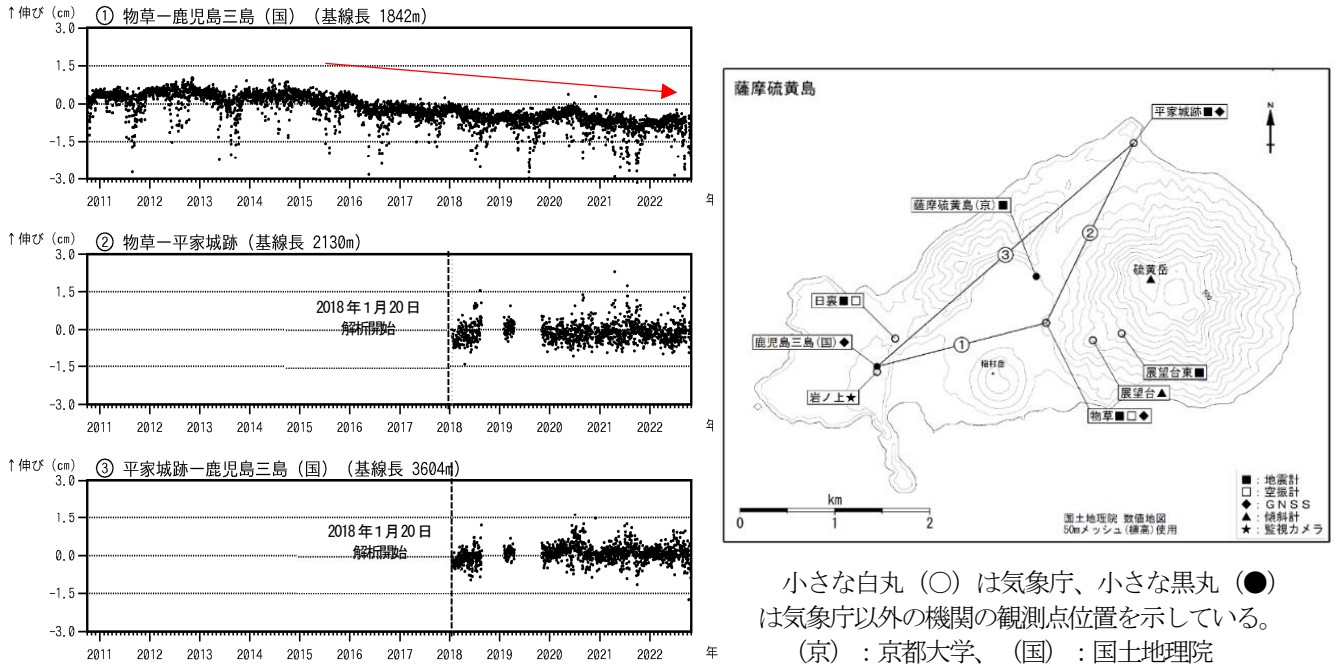 ↑伸び (cm) ① 物草ー鹿児島三島（国）（基線長 1842m）
3.0
1.5
0.0
-1.5
-3.0
2011 2012 2013 2014 2015 2016 2017 2018 2019 2020 2021 2022 年
↑伸び (cm) ② 物草ー平家城跡（基線長 2130m）
3.0
1.5
0.0
-1.5
-3.0
2018年1月20日
解析開始
2011 2012 2013 2014 2015 2016 2017 2018 2019 2020 2021 2022 年
↑伸び (cm) ③ 平家城跡ー鹿児島三島（国）（基線長 3604m）
3.0
1.5
0.0
-1.5
-3.0
2018年1月20日
解析開始
2011 2012 2013 2014 2015 2016 2017 2018 2019 2020 2021 2022 年
薩摩硫黄島
平家城跡■◆
N
薩摩硫黄島(京)■
②
③
硫黄岳
500
日裏■□
鹿児島三島(国)◆
①
稲村岳
展望台東■
岩ノ上★
展望台▲
物草■□◆
km
0 1 2
国土地理院 数値地図
50mメッシュ(標高)使用
■：地震計
□：空振計
◆：GNSS
▲：傾斜計
★：監視カメラ
小さな白丸（○）は気象庁、小さな黒丸（●）
は気象庁以外の機関の観測点位置を示している。
（京）：京都大学、（国）：国土地理院